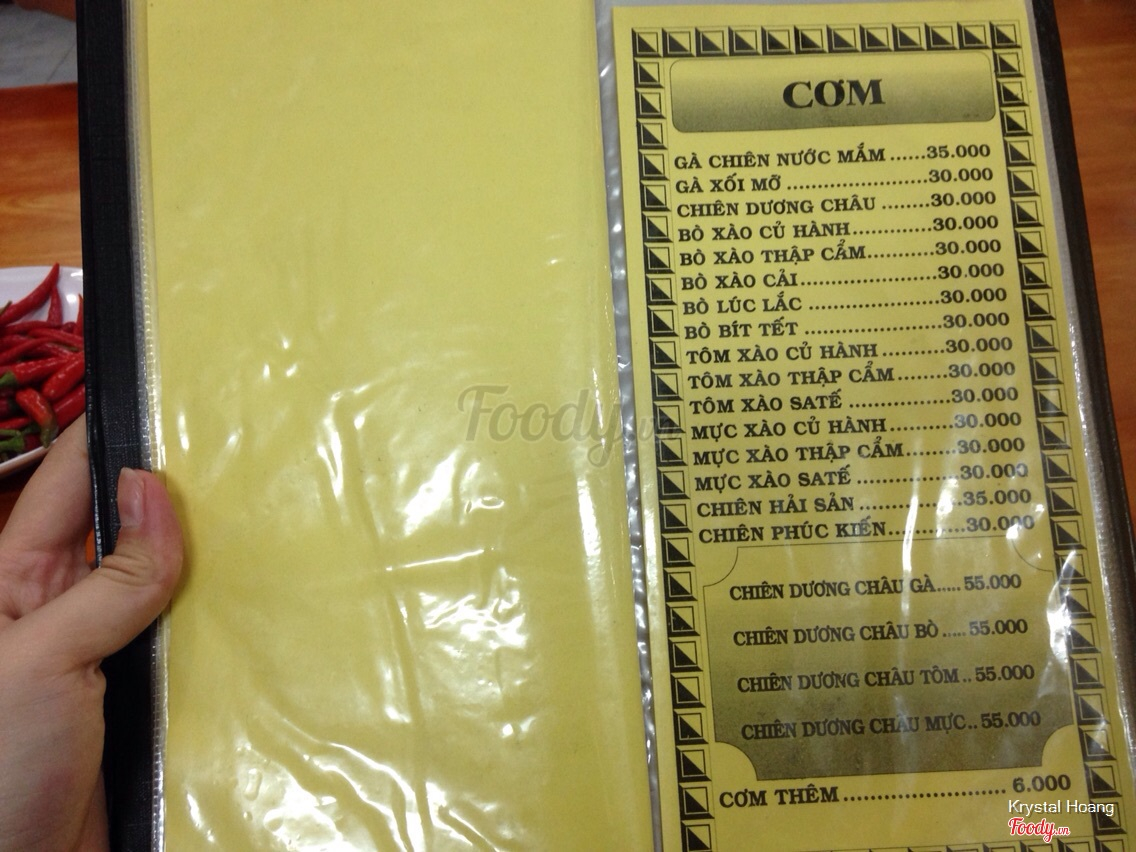 CƠM
GÀ CHIÊN NƯỚC MẮM ......35.000
GÀ XỐI MỠ .......................30.000
CHIÊN DƯƠNG CHÂU ........30.000
BÒ XÀO CỦ HÀNH.............30.000
BÒ XÀO THẬP CẨM...........30.000
BÒ XÀO CẢI......................30.000
BÒ LÚC LẮC .....................30.000
BÒ BÍT TẾT ......................30.000
TÔM XÀO CỦ HÀNH ..........30.000
TÔM XÀO THẬP CẨM........30.000
TÔM XÀO SATẾ ................30.000
MỰC XÀO CỦ HÀNH ..........30.000
MỰC XÀO THẬP CẨM........30.000
MỰC XÀO SATẾ ................30.000
CHIÊN HẢI SẢN ................35.000
CHIÊN PHÚC KIẾN............30.000
CHIÊN DƯƠNG CHÂU GÀ.....55.000
CHIÊN DƯƠNG CHÂU BÒ .....55.000
CHIÊN DƯƠNG CHÂU TÔM ..55.000
CHIÊN DƯƠNG CHÂU MỰC..55.000
CƠM THÊM ....................... 6.000
Foody.vn
Krystal Hoang
Foody.vn